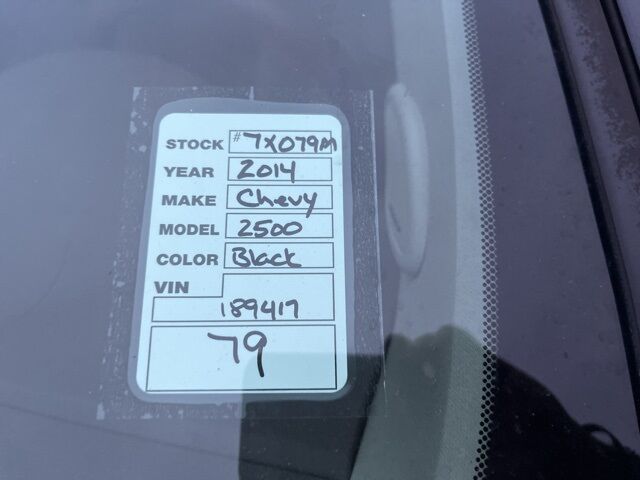 STOCK #7X079M
YEAR 2014
MAKE Chevy
MODEL 2500
COLOR Black
VIN
189417
79